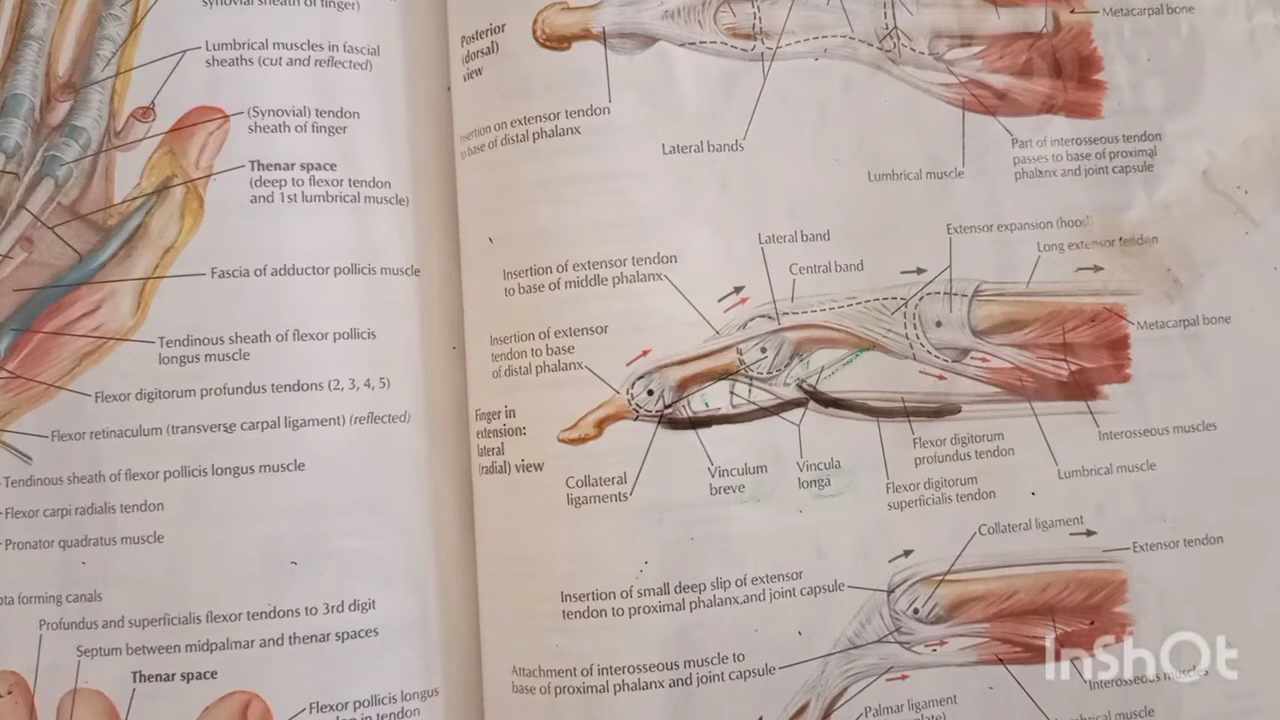 synovial sheath of finger)
Lumbrical muscles in fascial
sheaths (cut and reflected)
(Synovial) tendon
sheath of finger
Thenar space
(deep to flexor tendon
and 1st lumbrical muscle)
Fascia of adductor pollicis muscle
Tendinous sheath of flexor pollicis
longus muscle
Flexor digitorum profundus tendons (2, 3, 4, 5)
Flexor retinaculum (transverse carpal ligament) (reflected)
Tendinous sheath of flexor pollicis longus muscle
Flexor carpi radialis tendon
Pronator quadratus muscle
forming canals
Profundus and superficialis flexor tendons to 3rd digit
Septum between midpalmar and thenar spaces
Thenar space
Flexor pollicis longus
in tendon
Posterior
(dorsal)
view
Metacarpal bone
Insertion on extensor tendon
to base of distal phalanx
Lateral bands
Lumbrical muscle
Part of interosseous tendon
passes to base of proximal
phalanx and joint capsule
Extensor expansion (hood)
Lateral band
Long extensor tendon
Insertion of extensor tendon
to base of middle phalanx
Central band
Metacarpal bone
Insertion of extensor
tendon to base
of distal phalanx
Finger in
extension:
lateral
(radial) view
Collateral
ligaments
Vinculum
breve
Vincula
longa
Flexor digitorum
profundus tendon
Flexor digitorum
superficialis tendon
Interosseous muscles
Lumbrical muscle
Collateral ligament
Extensor tendon
Insertion of small deep slip of extensor
tendon to proximal phalanx and joint capsule
Attachment of interosseous muscle to
base of proximal phalanx and joint capsule
Interosseous muscles
Palmar ligament
muscle
InShOt